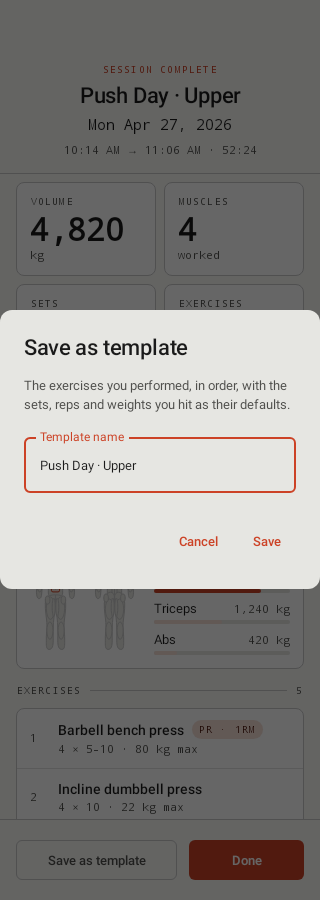 SESSION COMPLETE
Push Day · Upper
Mon Apr 27, 2026
10:14 AM → 11:06 AM · 52:24
VOLUME
4,820
kg
MUSCLES
4
worked
SETS
EXERCISES
Save as template
The exercises you performed, in order, with the
sets, reps and weights you hit as their defaults.
Template name
Push Day · Upper
Cancel
Save
Triceps 1,240 kg
Abs 420 kg
EXERCISES 5
1 Barbell bench press PR · 1RM
4 × 5–10 · 80 kg max
2 Incline dumbbell press
4 × 10 · 22 kg max
Save as template
Done